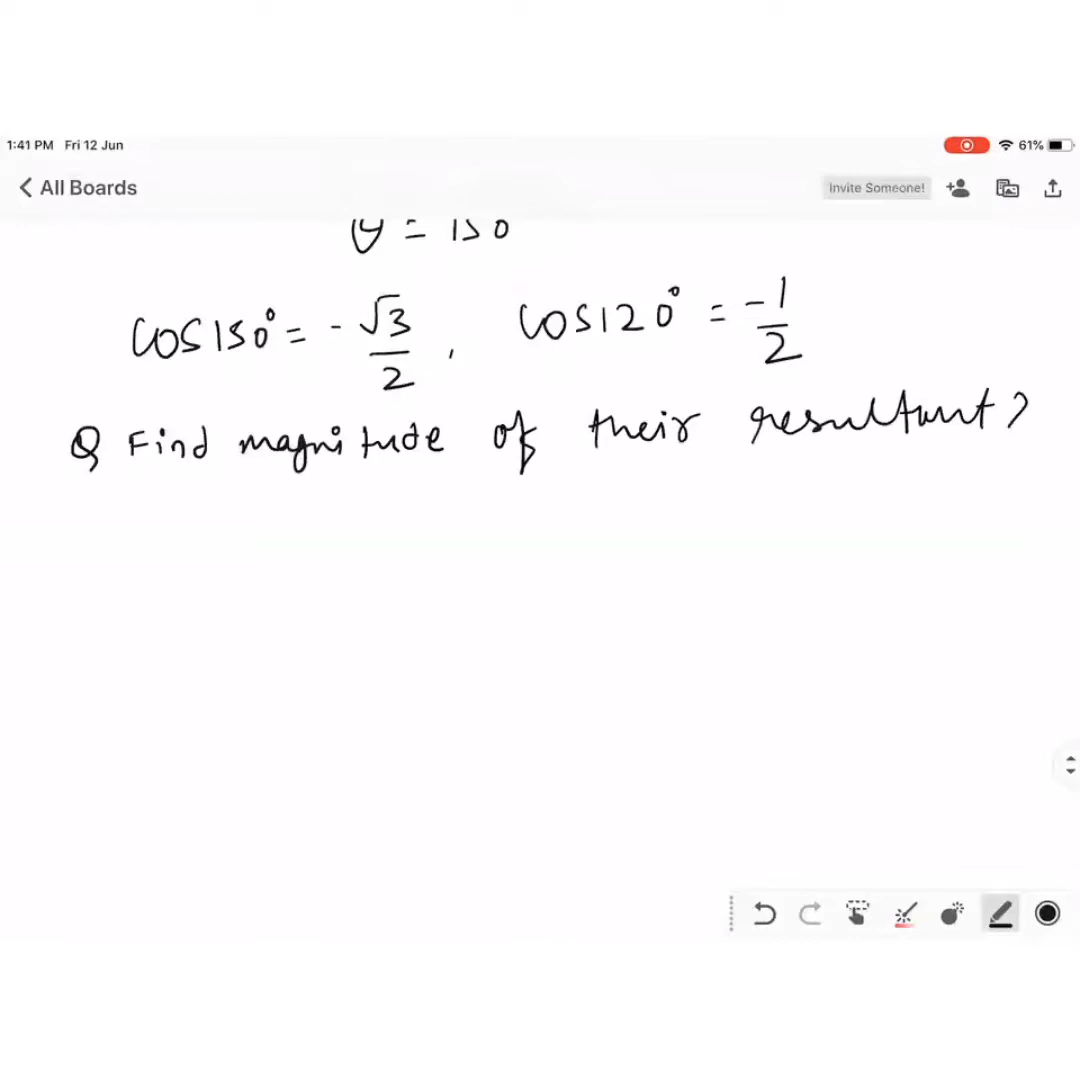 1:41 PM Fri 12 Jun 61%
All Boards Invite Someone!
θ = 150
cos150° = -√3/2 , cos120° = -1/2
Q Find magnitude of their resultant?